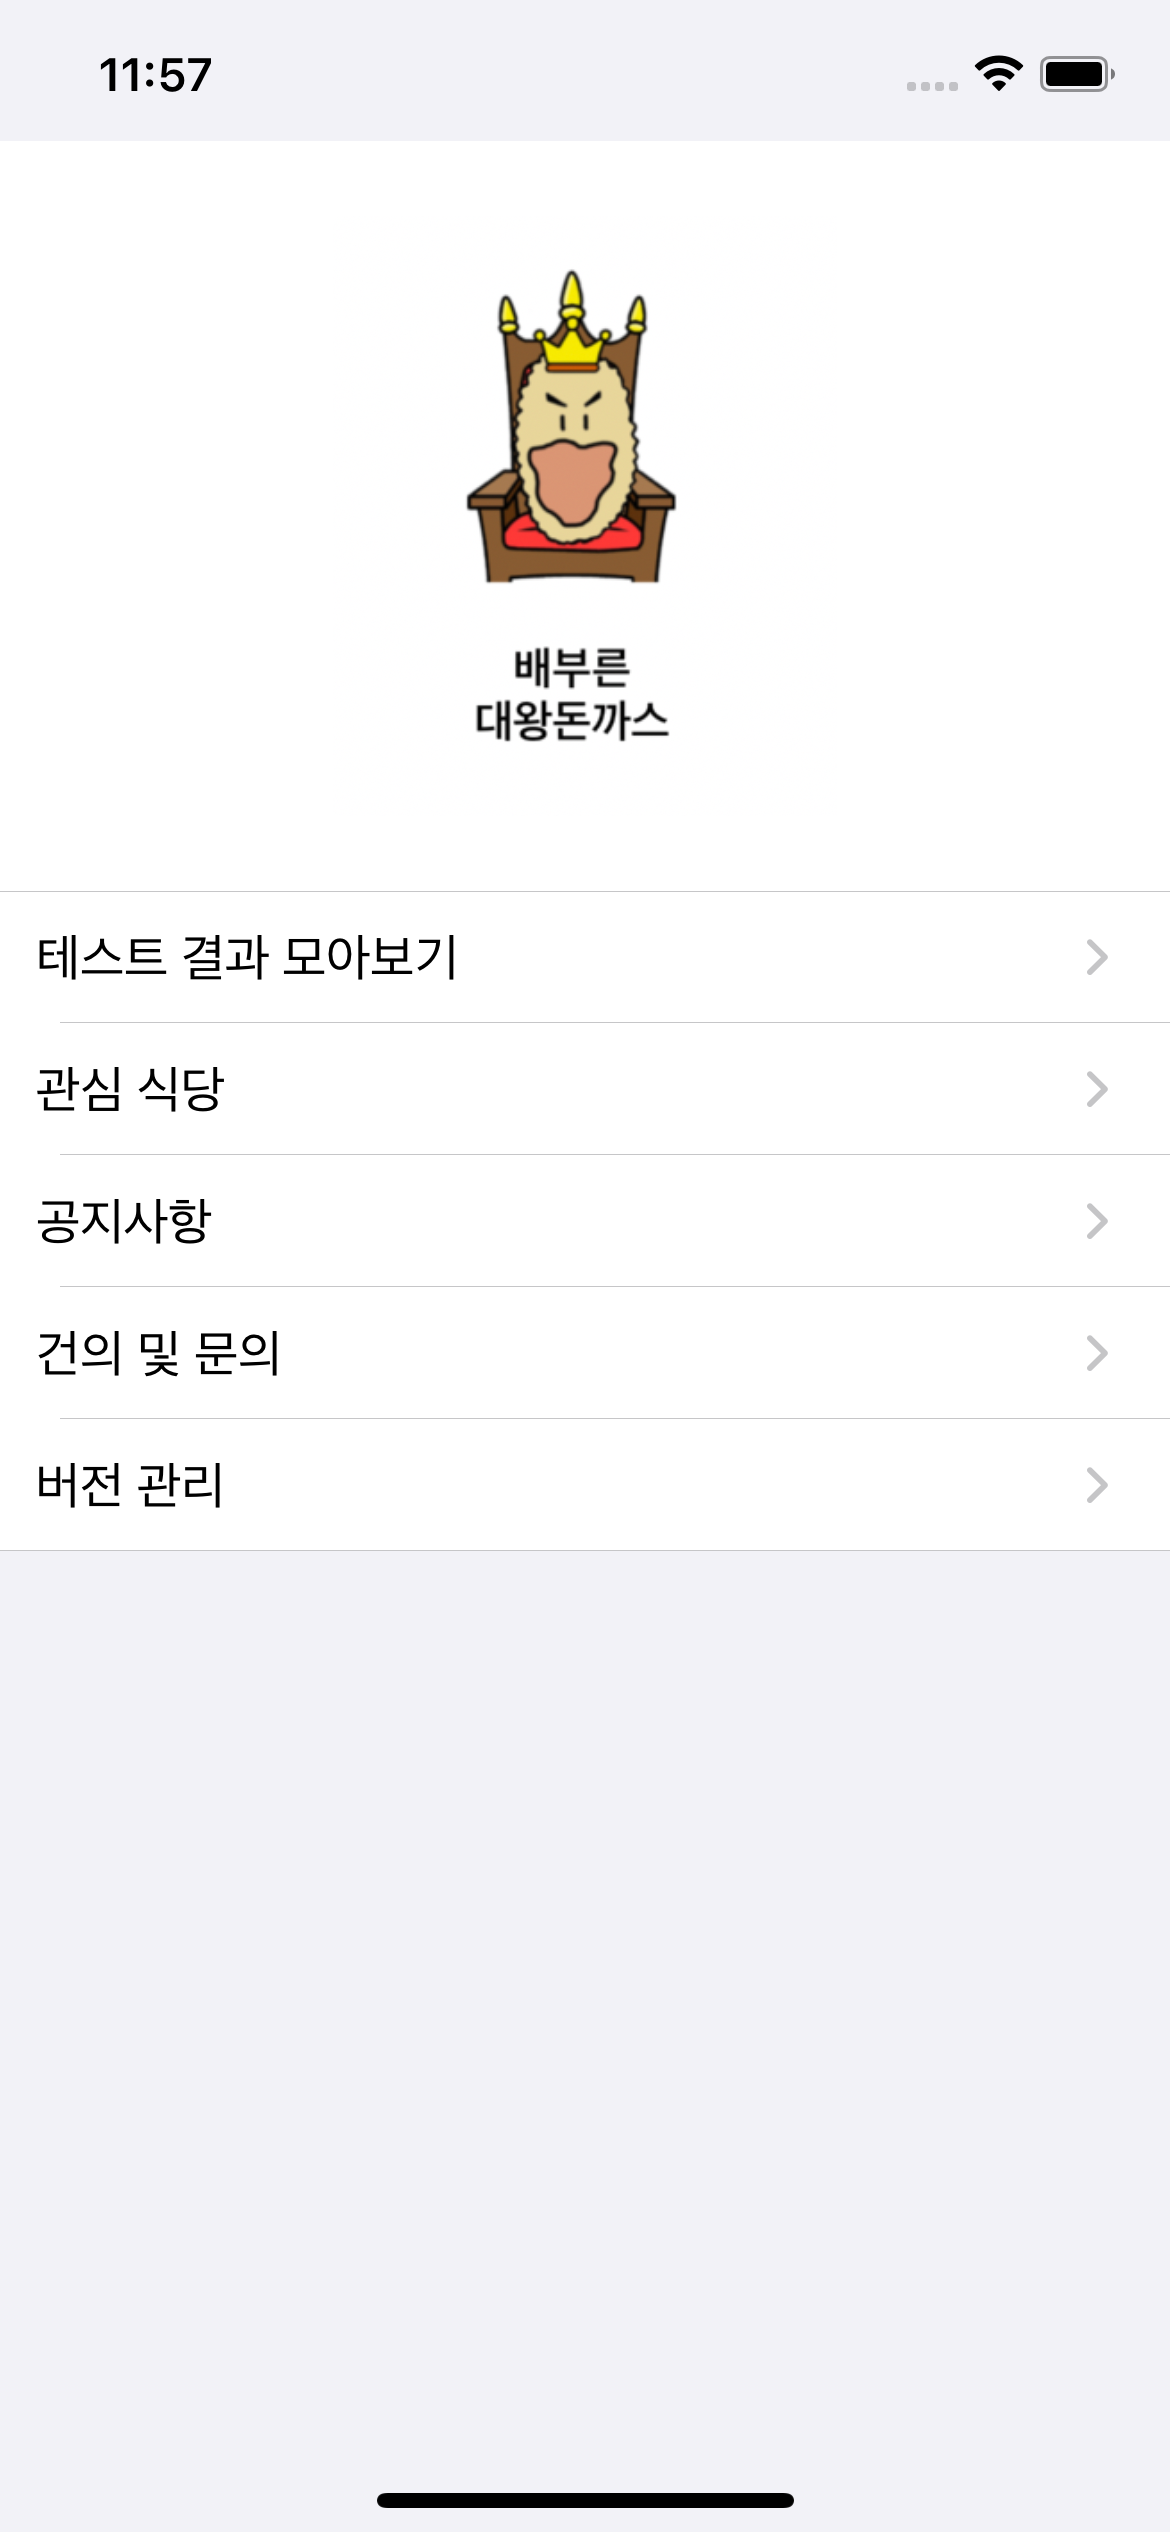 11:57
배부른
대왕돈까스
테스트 결과 모아보기
관심 식당
공지사항
건의 및 문의
버전 관리